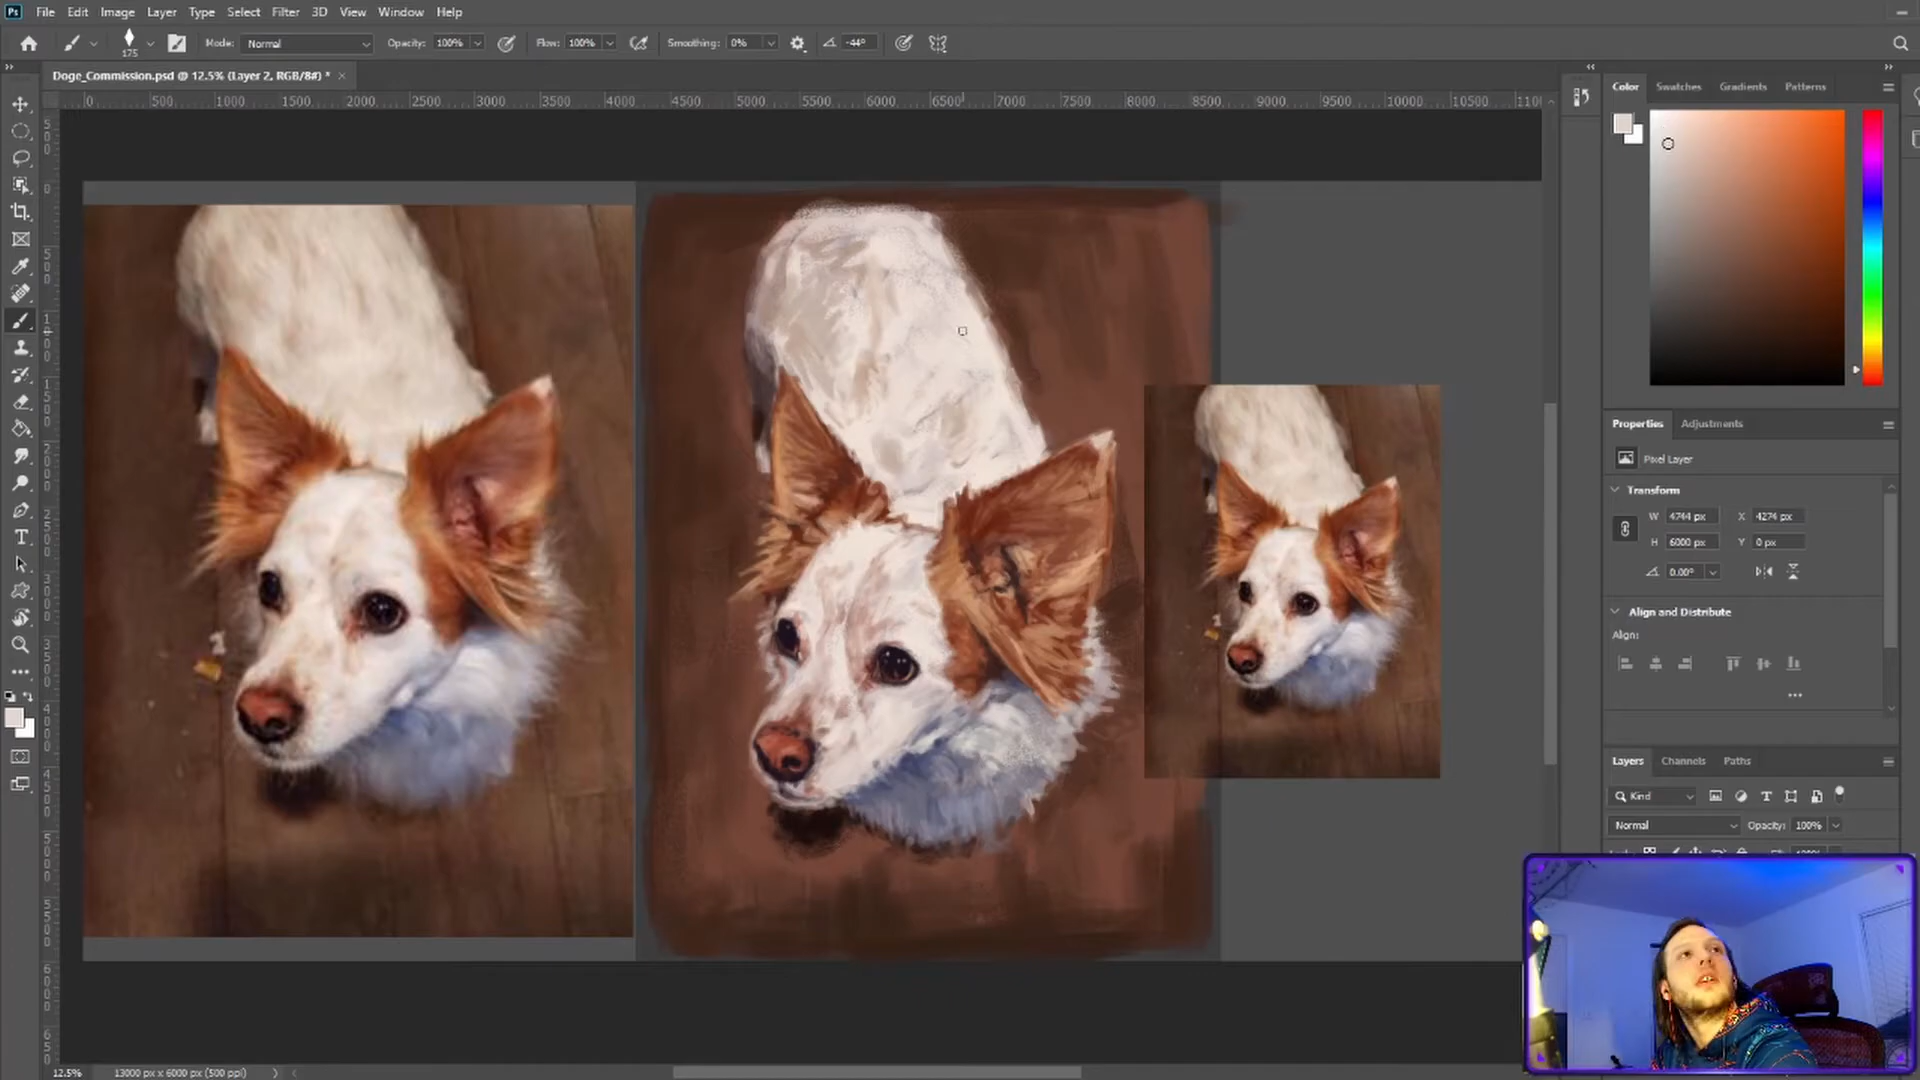 Ps File Edit Image Layer Type Select Filter 3D View Window Help
175 Mode: Normal Opacity: 100% Flow: 100% Smoothing: 0% -44°
Doge_Commission.psd @ 12.5% (Layer 2, RGB/8#) * ×
0 500 1000 1500 2000 2500 3000 3500 4000 4500 5000 5500 6000 6500 7000 7500 8000 8500 9000 9500 10000 10500
Color Swatches Gradients Patterns
Properties Adjustments
Pixel Layer
Transform
W 4744 px X 4274 px
H 6000 px Y 0 px
0.00°
Align and Distribute
Align:
Layers Channels Paths
Kind
Normal Opacity: 100%
12.5% 13000 px x 6000 px (500 ppi)